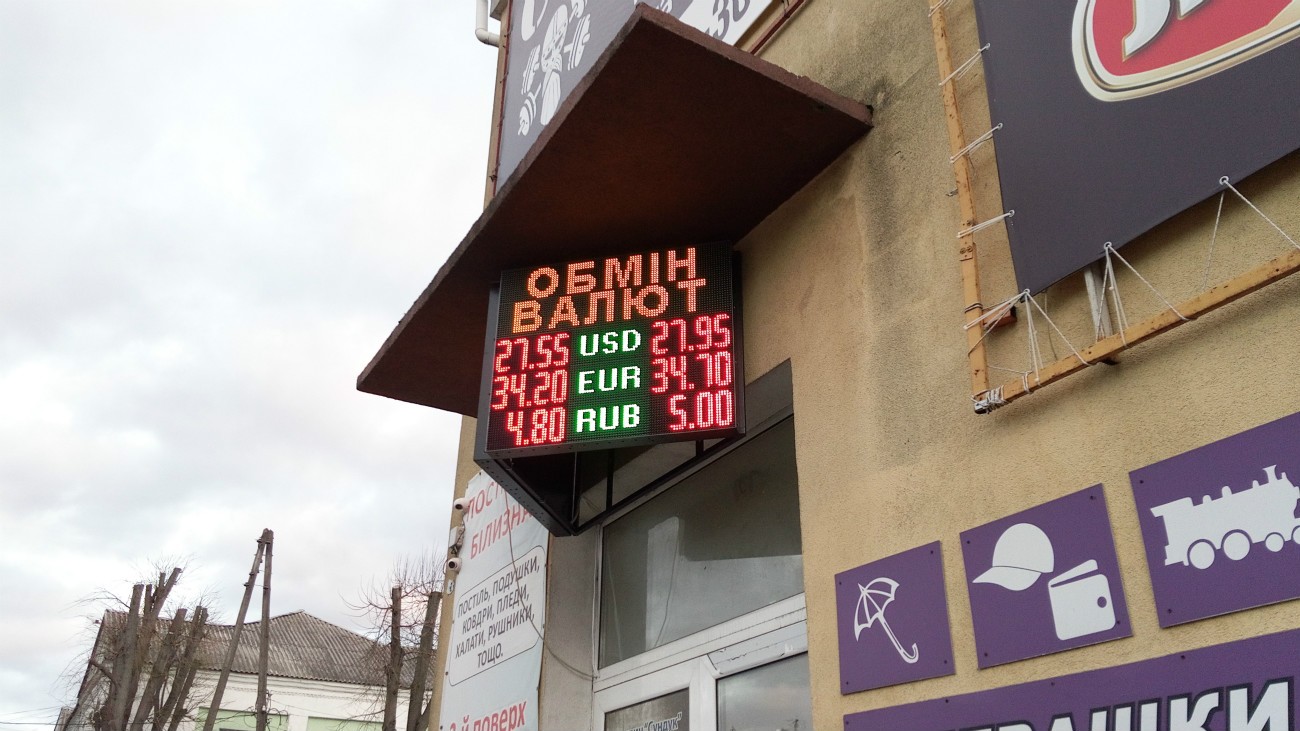 ОБМІН
ВАЛЮТ
27.55 USD 27.95
34.20 EUR 34.70
4.80 RUB 5.00
БІЛИЗНА
ПОСТІЛЬ, ПОДУШКИ,
КОВДРИ, ПЛЕДИ,
ХАЛАТИ, РУШНИКИ,
ТОЩО.
поверх
"Сундук"